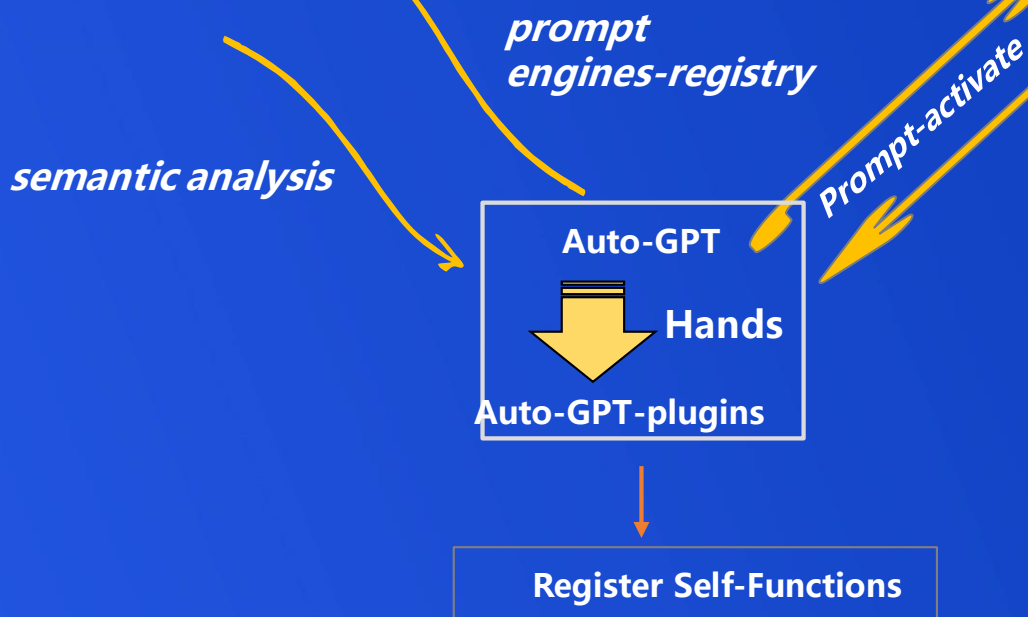 prompt
engines-registry
Prompt-activate
semantic analysis
Auto-GPT
Hands
Auto-GPT-plugins
Register Self-Functions